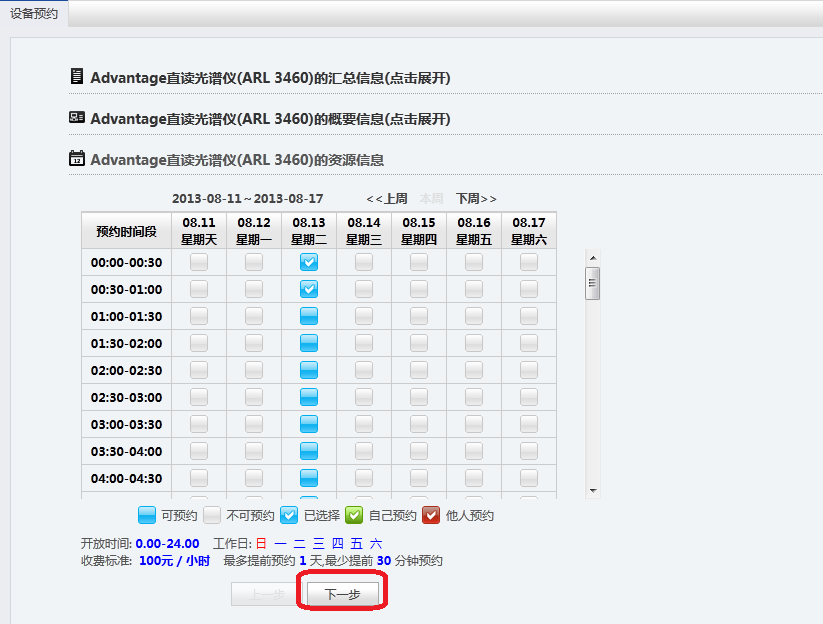 设备预约
Advantage直读光谱仪(ARL 3460)的汇总信息(点击展开)
Advantage直读光谱仪(ARL 3460)的概要信息(点击展开)
12
Advantage直读光谱仪(ARL 3460)的资源信息
2013-08-11～2013-08-17 <<上周 本周 下周>>
预约时间段 08.11 08.12 08.13 08.14 08.15 08.16 08.17
星期天 星期一 星期二 星期三 星期四 星期五 星期六
00:00-00:30
00:30-01:00
01:00-01:30
01:30-02:00
02:00-02:30
02:30-03:00
03:00-03:30
03:30-04:00
04:00-04:30
可预约 不可预约 已选择 自己预约 他人预约
开放时间: 0.00-24.00 工作日: 日 一 二 三 四 五 六
收费标准: 100元 / 小时 最多提前预约 1 天,最少提前 30 分钟预约
上一步 下一步